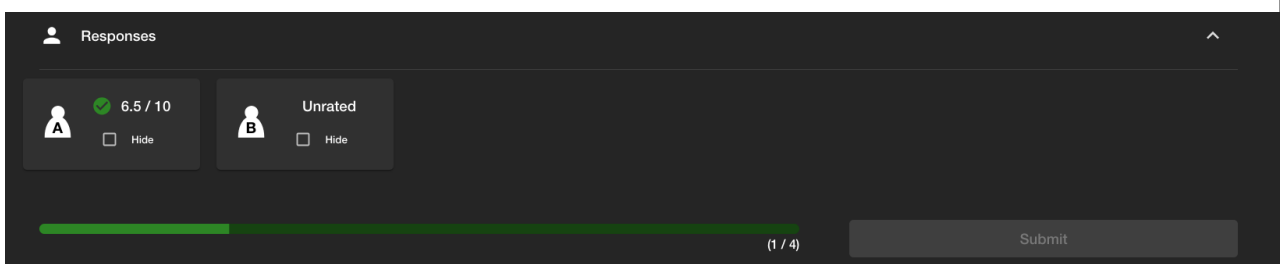 Responses
A
6.5 / 10
Hide
B
Unrated
Hide
(1 / 4)
Submit